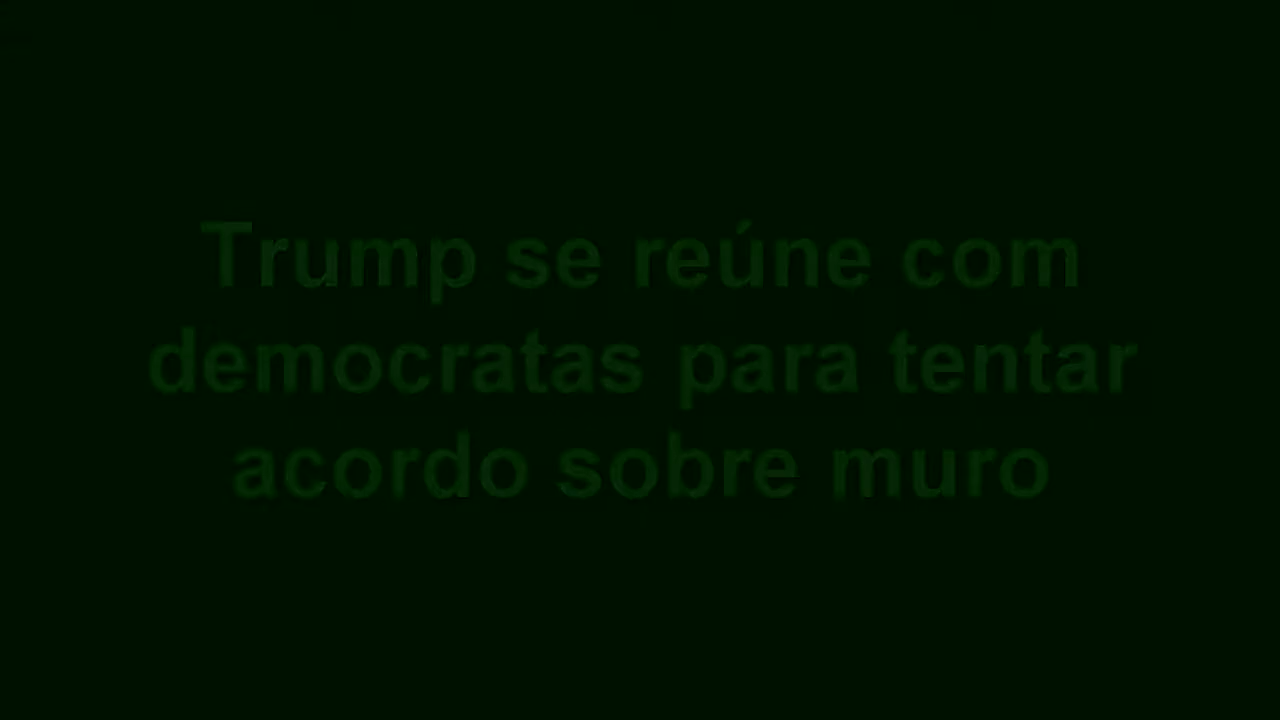 Trump se reúne com
democratas para tentar
acordo sobre muro